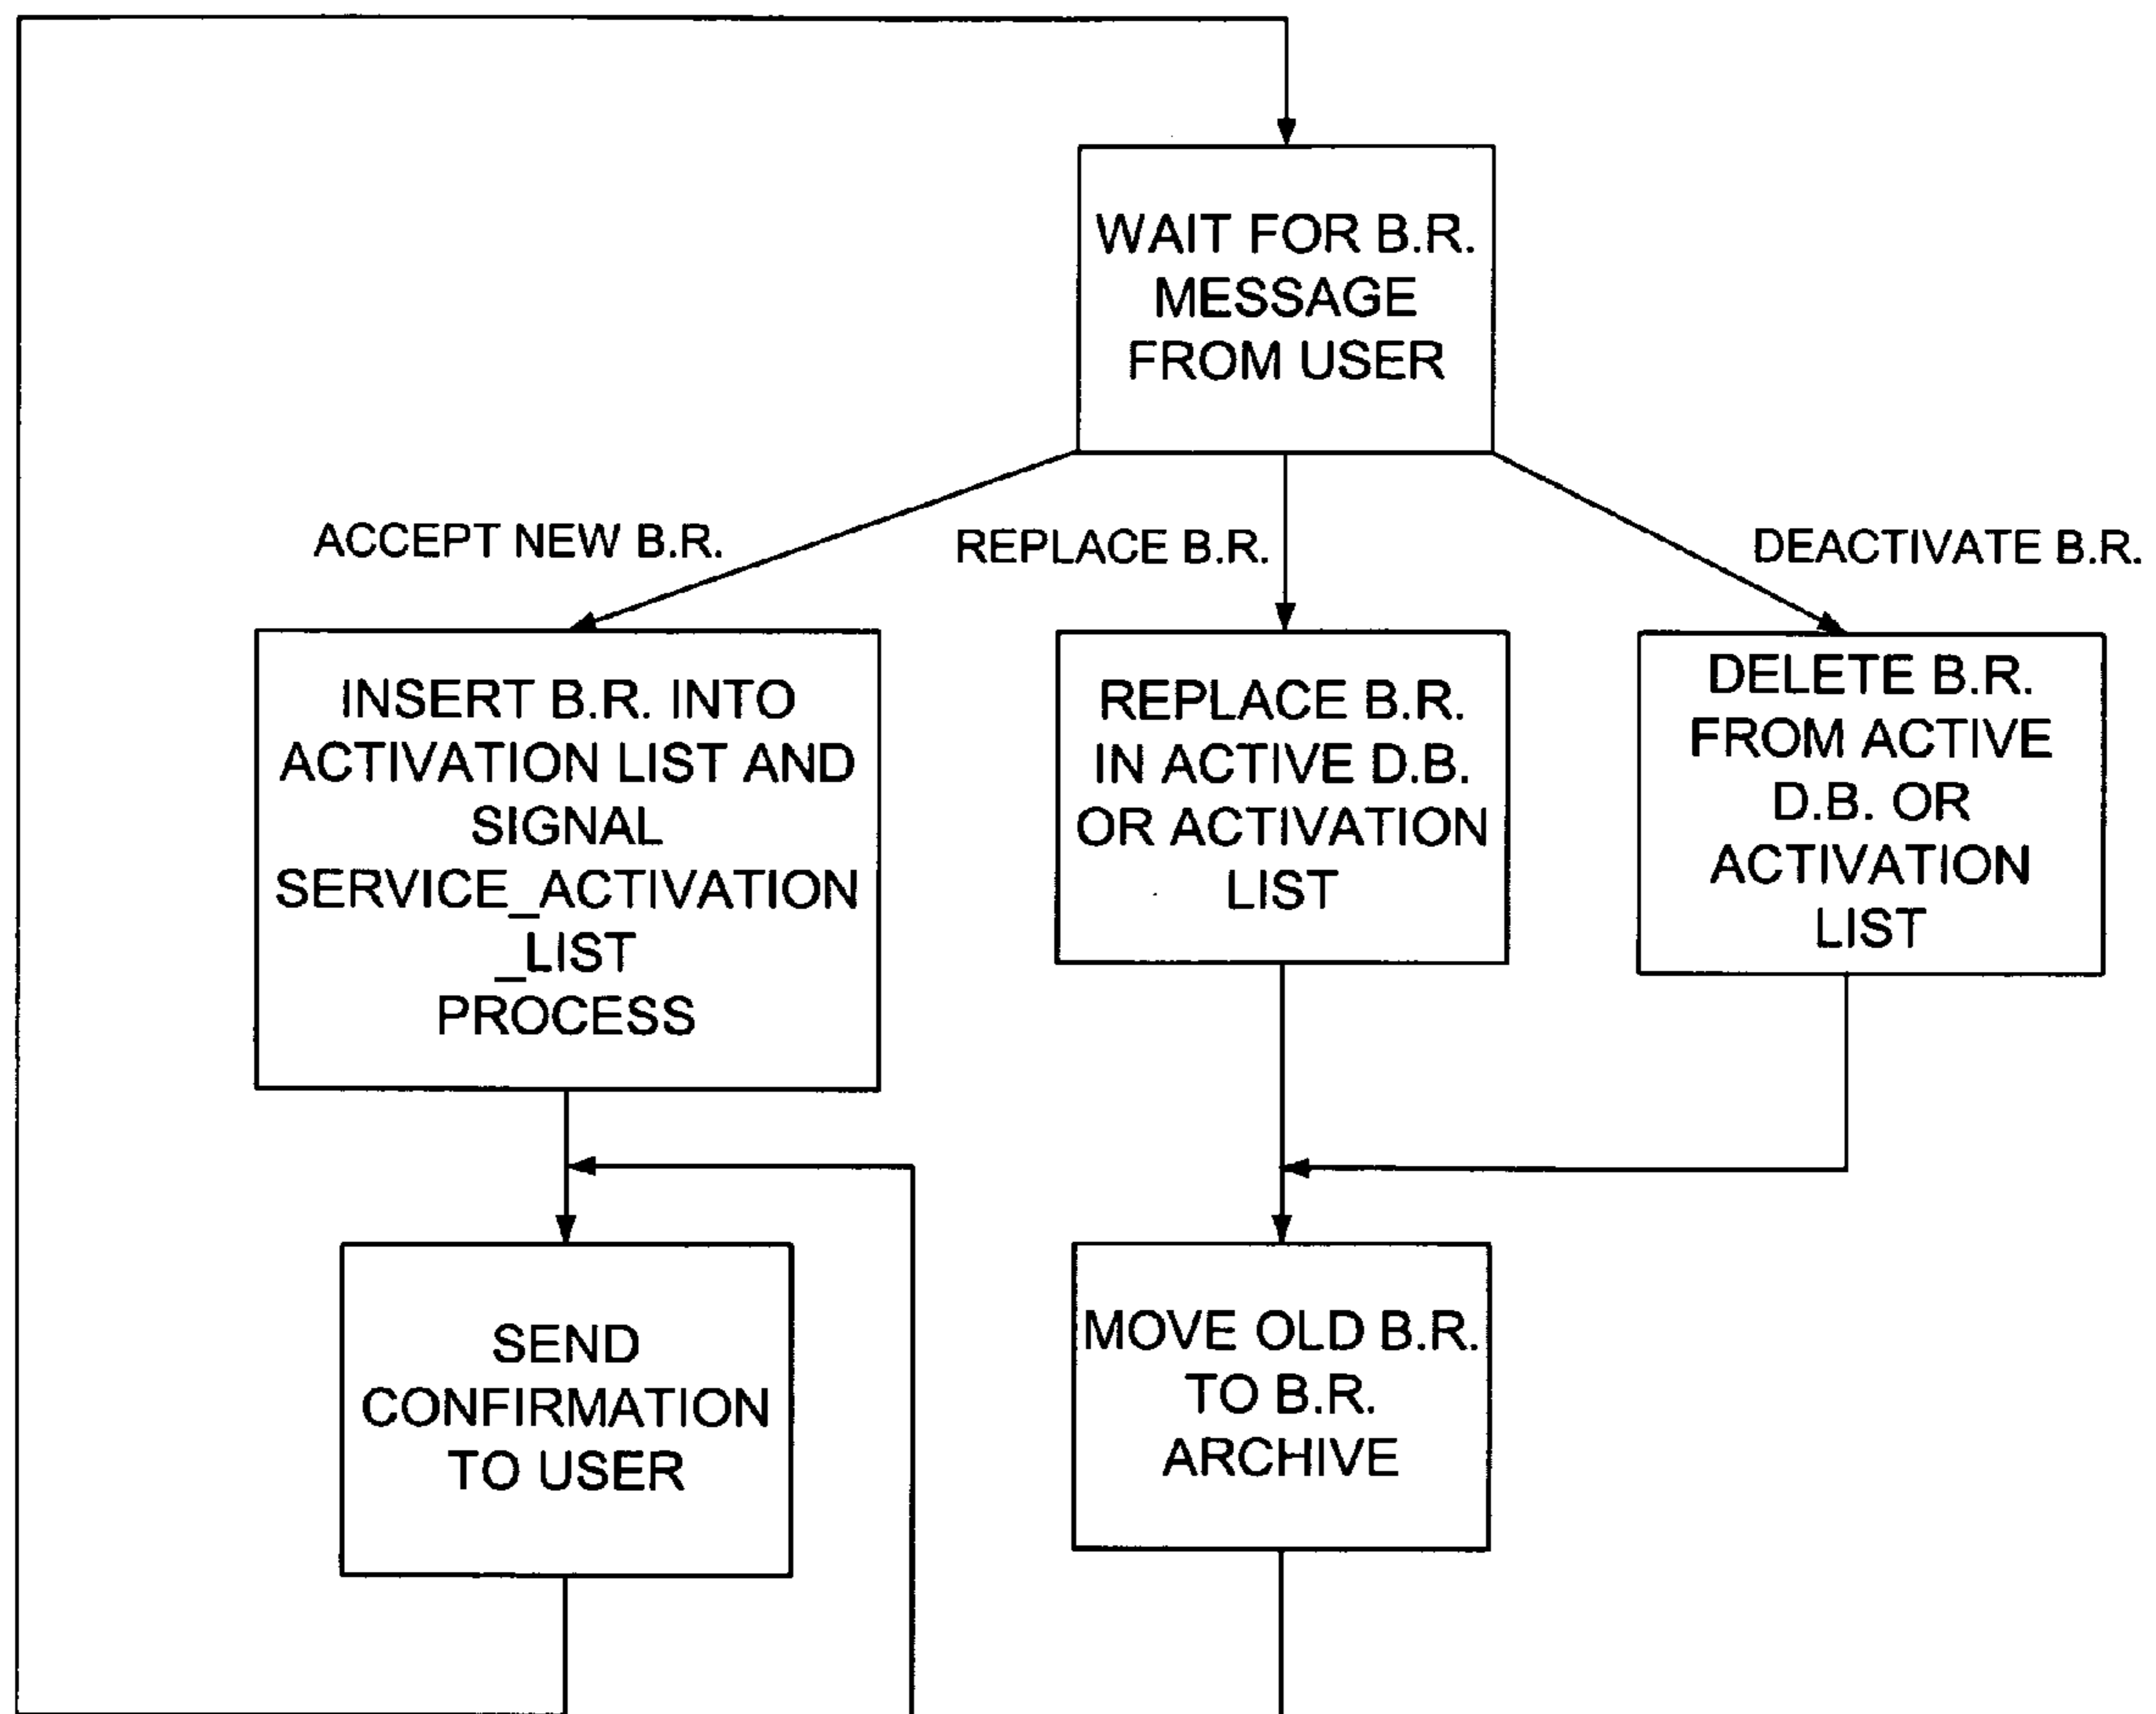 WAIT FOR B.R.
MESSAGE
FROM USER
ACCEPT NEW B.R.
REPLACE B.R.
DEACTIVATE B.R.
INSERT B.R. INTO
ACTIVATION LIST AND
SIGNAL
SERVICE_ACTIVATION
_LIST
PROCESS
REPLACE B.R.
IN ACTIVE D.B.
OR ACTIVATION
LIST
DELETE B.R.
FROM ACTIVE
D.B. OR
ACTIVATION
LIST
SEND
CONFIRMATION
TO USER
MOVE OLD B.R.
TO B.R.
ARCHIVE